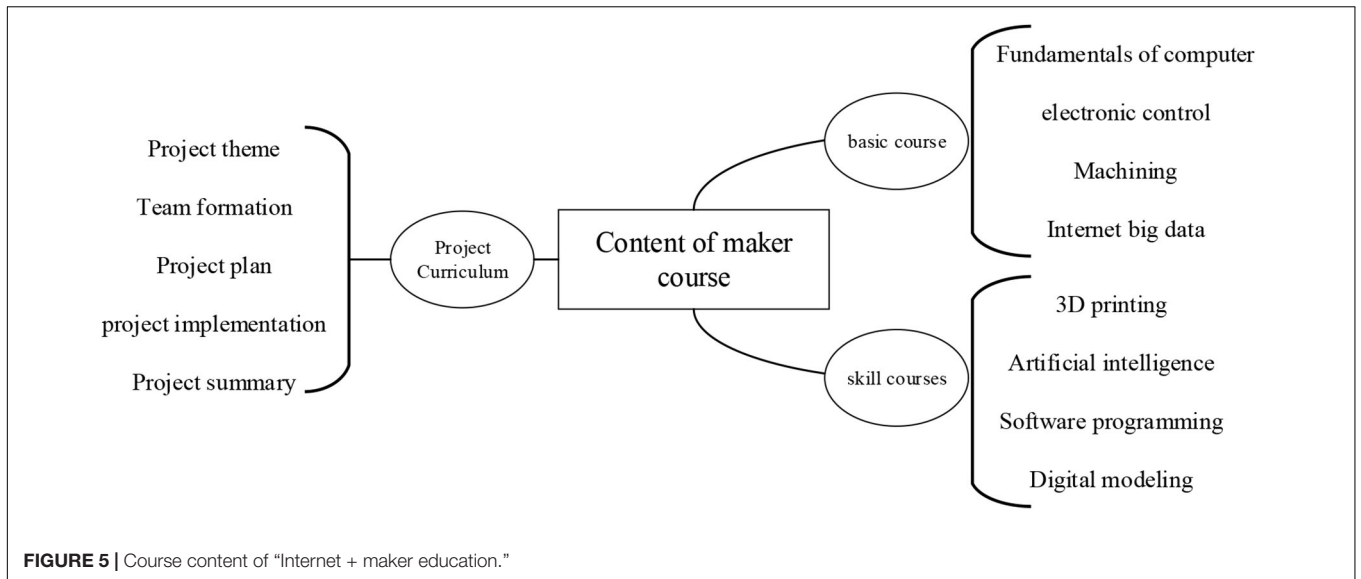 Project theme
Team formation
Project plan
project implementation
Project summary
Project
Curriculum
Content of maker
course
basic course
Fundamentals of computer
electronic control
Machining
Internet big data
skill courses
3D printing
Artificial intelligence
Software programming
Digital modeling
FIGURE 5 | Course content of “Internet + maker education.”